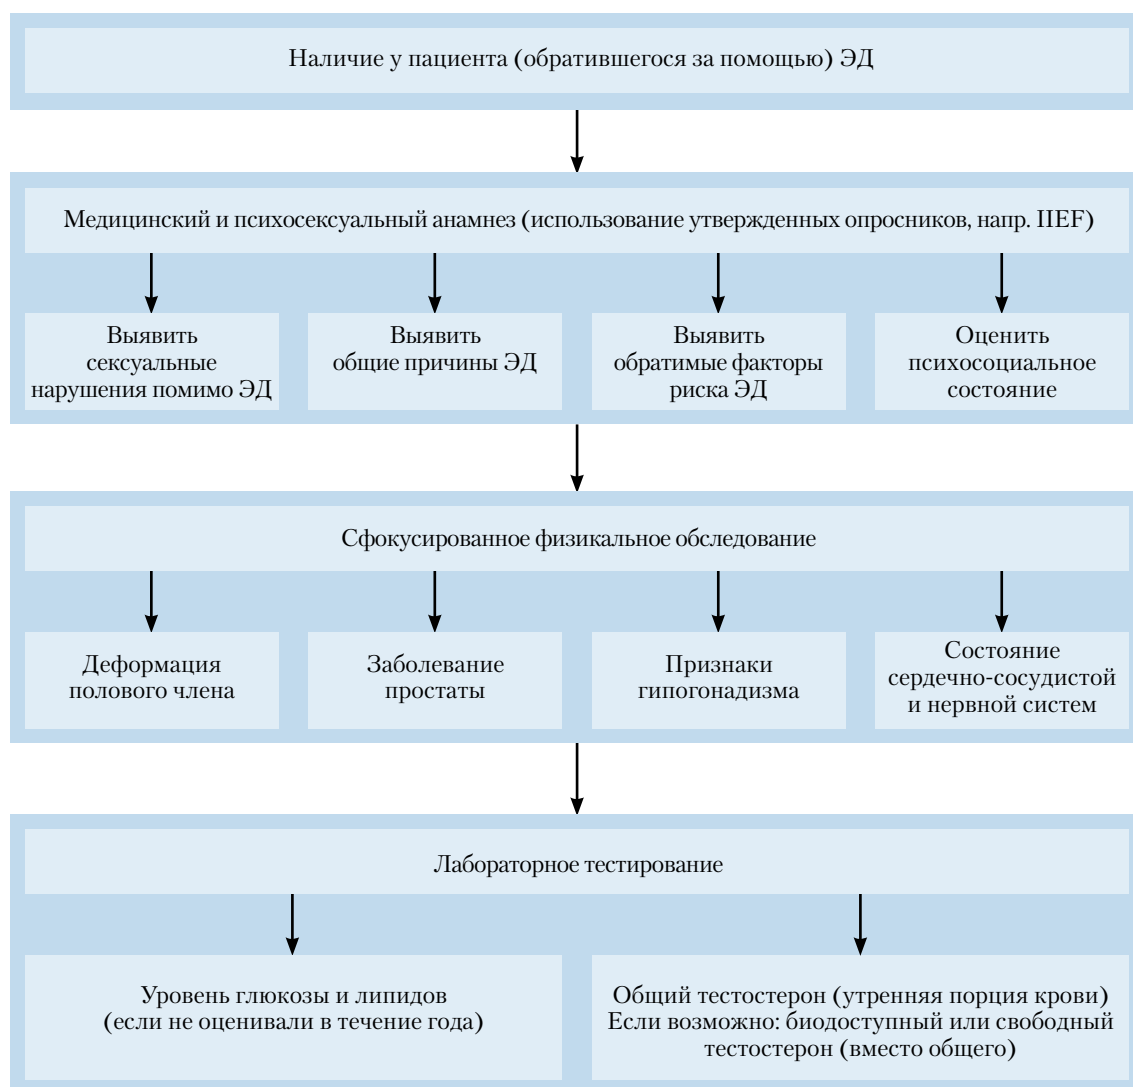 Наличие у пациента (обратившегося за помощью) ЭД
Медицинский и психосексуальный анамнез (использование утвержденных опросников, напр. IIEF)
Выявить
сексуальные
нарушения помимо ЭД
Выявить
общие причины ЭД
Выявить
обратимые факторы
риска ЭД
Оценить
психосоциальное
состояние
Сфокусированное физикальное обследование
Деформация
полового члена
Заболевание
простаты
Признаки
гипогонадизма
Состояние
сердечно-сосудистой
и нервной систем
Лабораторное тестирование
Уровень глюкозы и липидов
(если не оценивали в течение года)
Общий тестостерон (утренняя порция крови)
Если возможно: биодоступный или свободный
тестостерон (вместо общего)